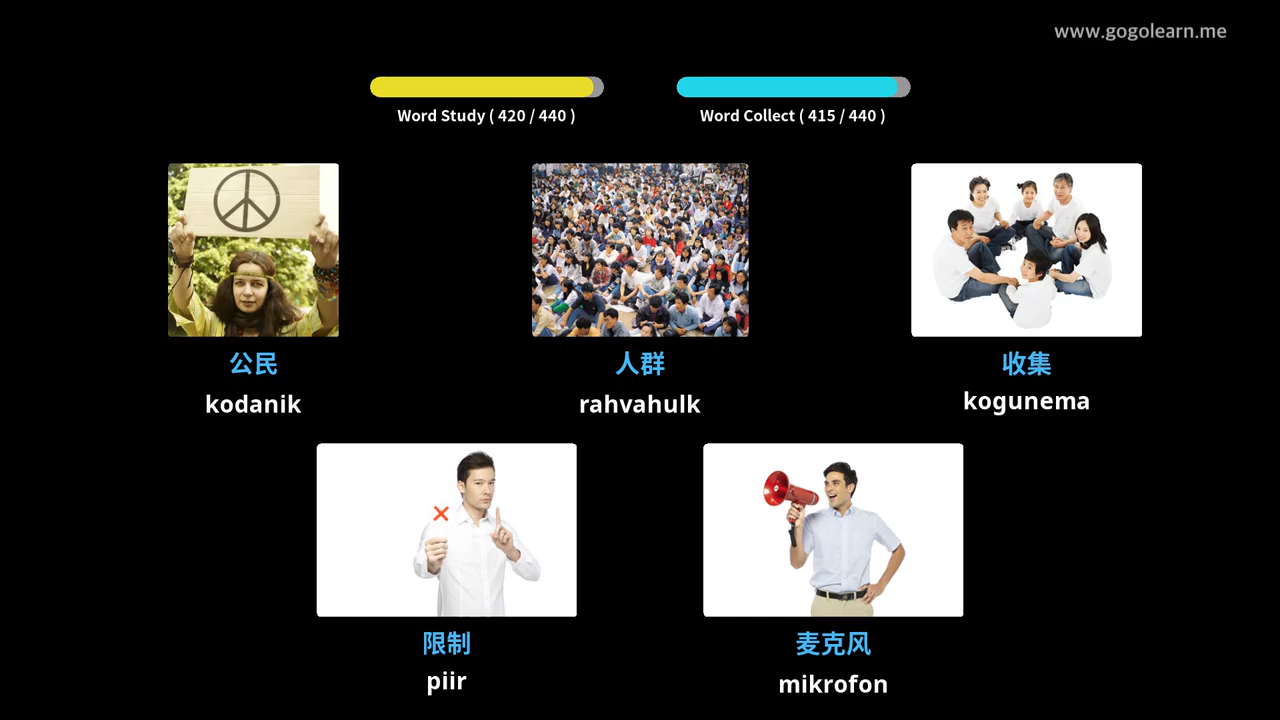 www.gogolearn.me
Word Study ( 420 / 440 )
Word Collect ( 415 / 440 )
公民
kodanik
人群
rahvahulk
收集
kogunema
限制
piir
麦克风
mikrofon